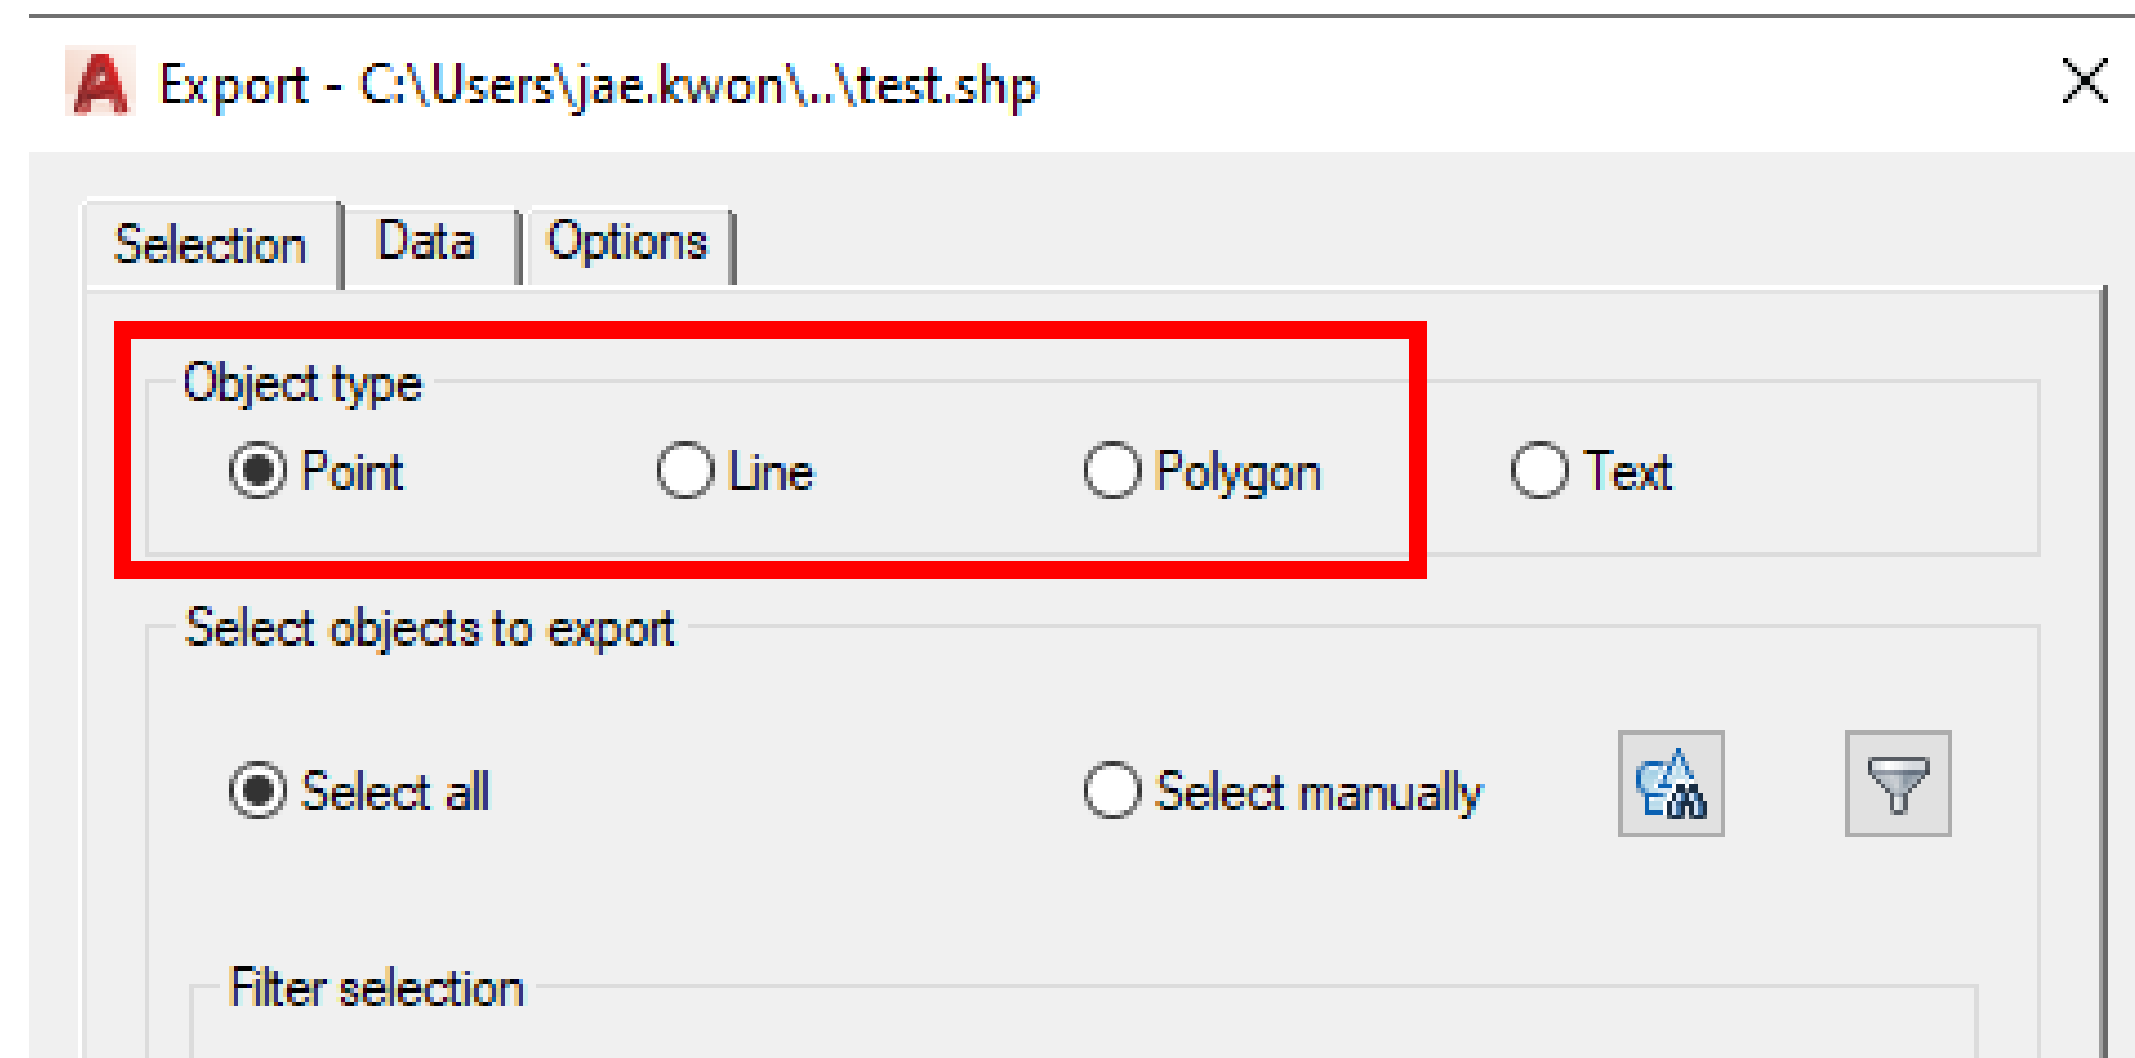 Export - C:\Users\jae.kwon\..\test.shp
Selection Data Options
Object type
Point Line Polygon Text
Select objects to export
Select all Select manually
Filter selection